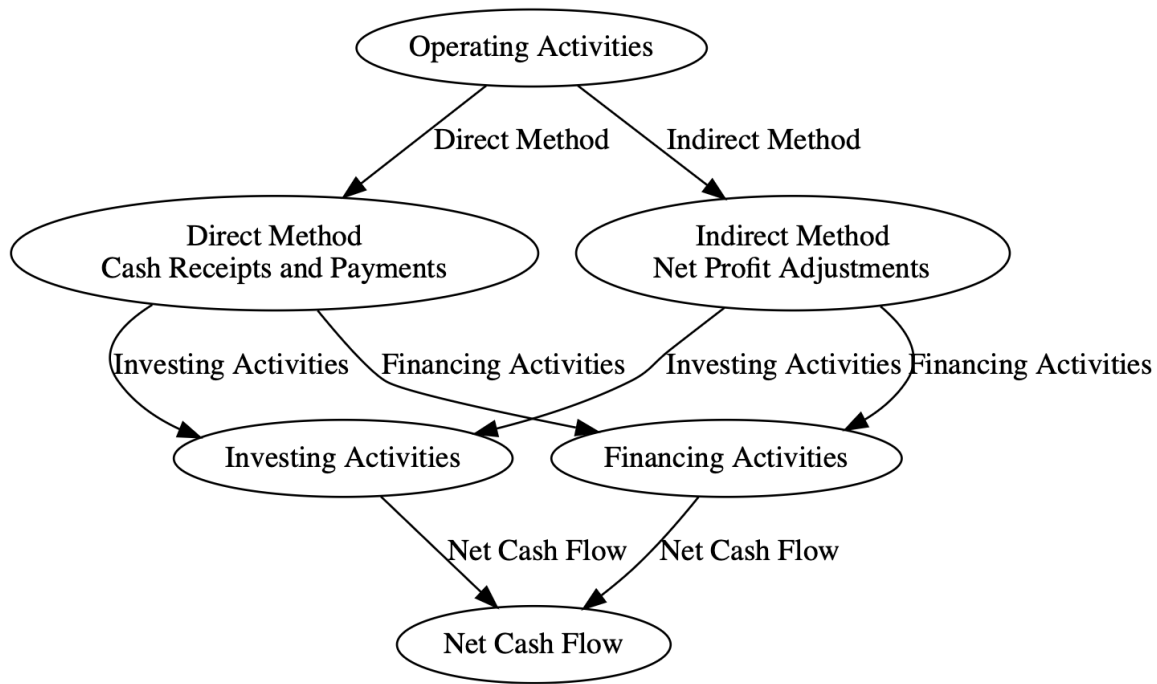 Operating Activities
Direct Method
Indirect Method
Direct Method
Cash Receipts and Payments
Indirect Method
Net Profit Adjustments
Investing Activities
Financing Activities
Investing Activities
Financing Activities
Investing Activities
Financing Activities
Net Cash Flow
Net Cash Flow
Net Cash Flow